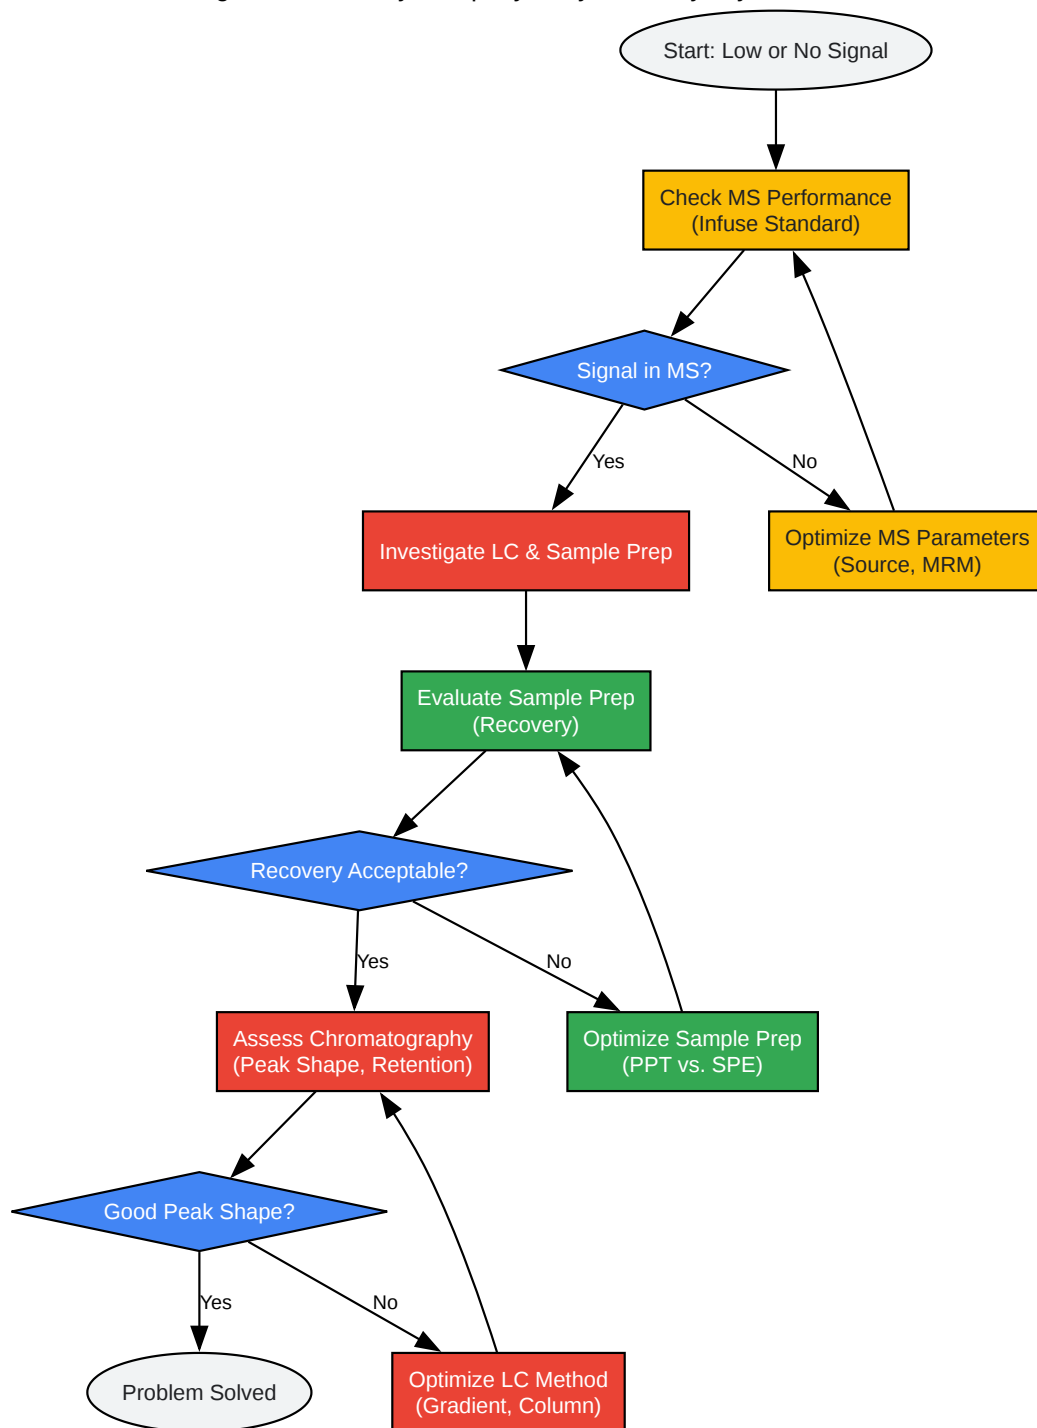 Start: Low or No Signal
Check MS Performance
(Infuse Standard)
Signal in MS?
Yes
No
Investigate LC & Sample Prep
Optimize MS Parameters
(Source, MRM)
Evaluate Sample Prep
(Recovery)
Recovery Acceptable?
Yes
No
Assess Chromatography
(Peak Shape, Retention)
Optimize Sample Prep
(PPT vs. SPE)
Good Peak Shape?
Yes
No
Problem Solved
Optimize LC Method
(Gradient, Column)